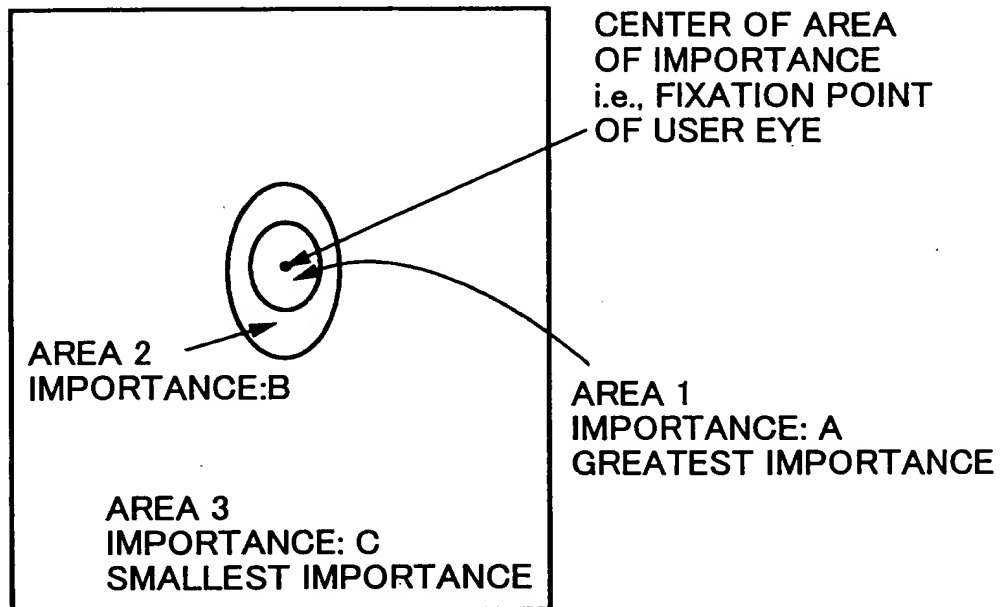 CENTER OF AREA
OF IMPORTANCE
i.e., FIXATION POINT
OF USER EYE
AREA 2
IMPORTANCE:B
AREA 1
IMPORTANCE: A
GREATEST IMPORTANCE
AREA 3
IMPORTANCE: C
SMALLEST IMPORTANCE